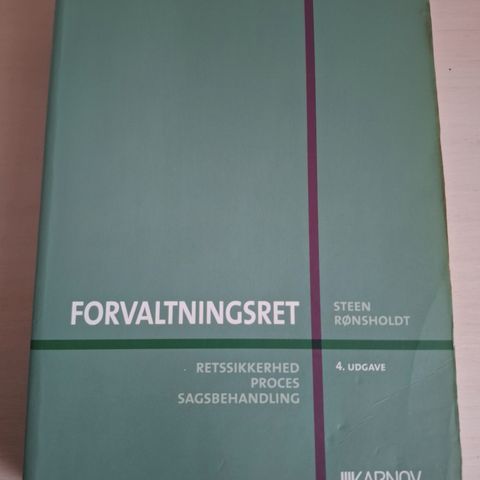 FORVALTNINGSRET
STEEN
RØNSHOLDT
RETSSIKKERHED
PROCES
SAGSBEHANDLING
4. UDGAVE
KARNOV